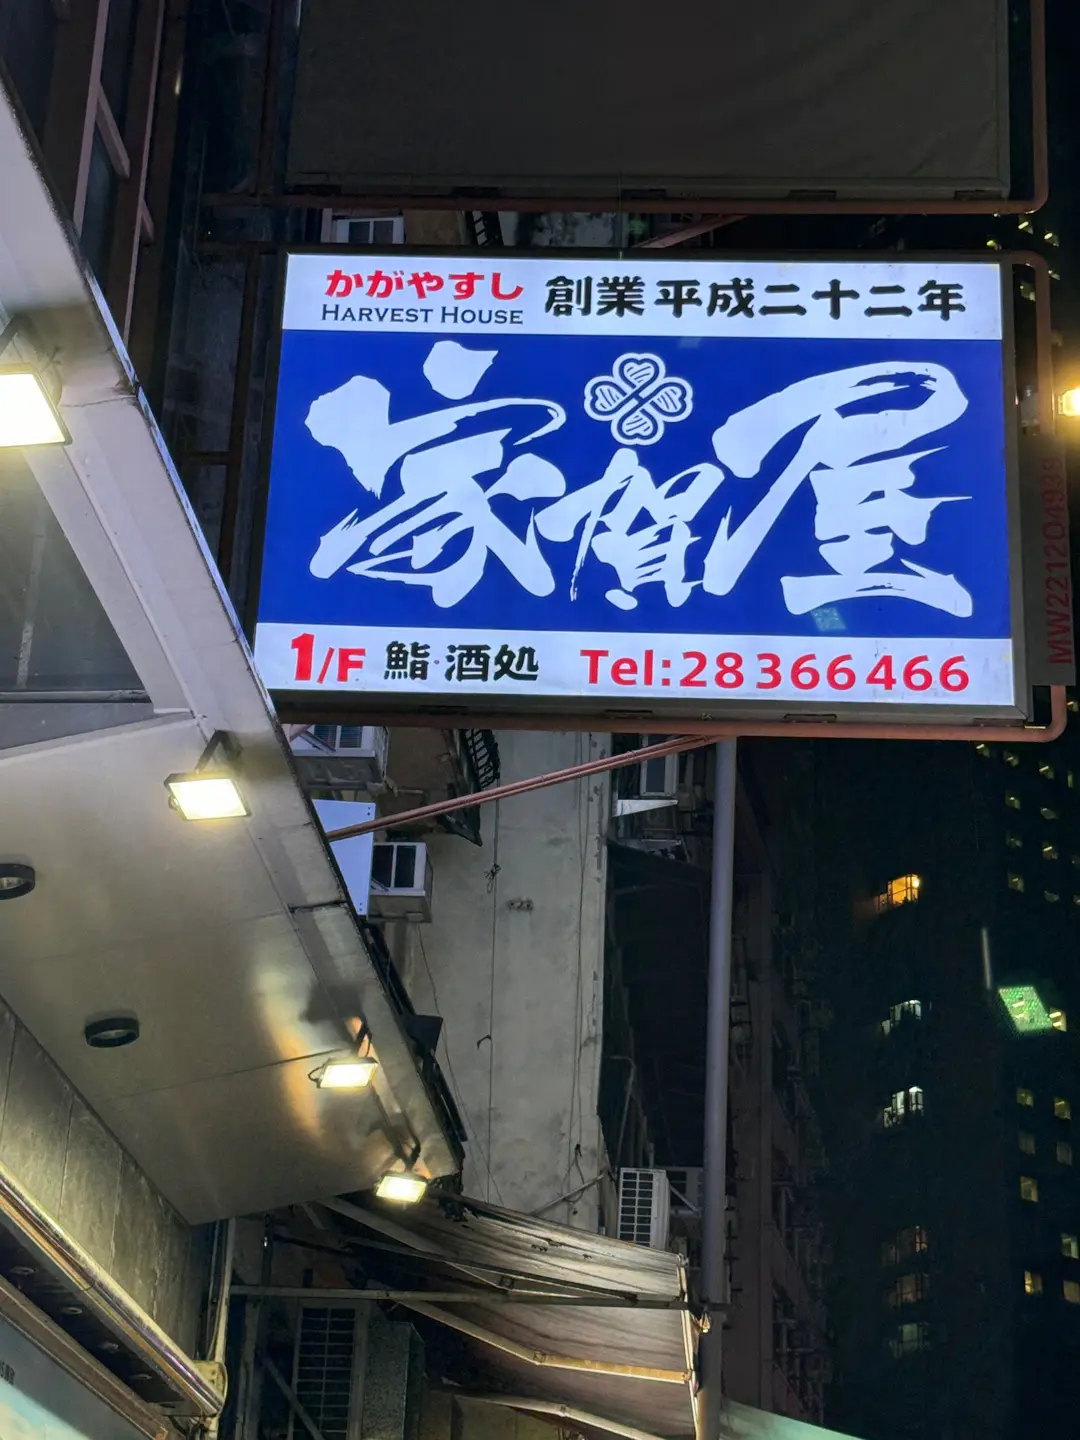 かがやすし
HARVEST HOUSE
創業 平成二十二年
家賀屋
1/F 鮨·酒処 Tel:28366466
MW22120493R